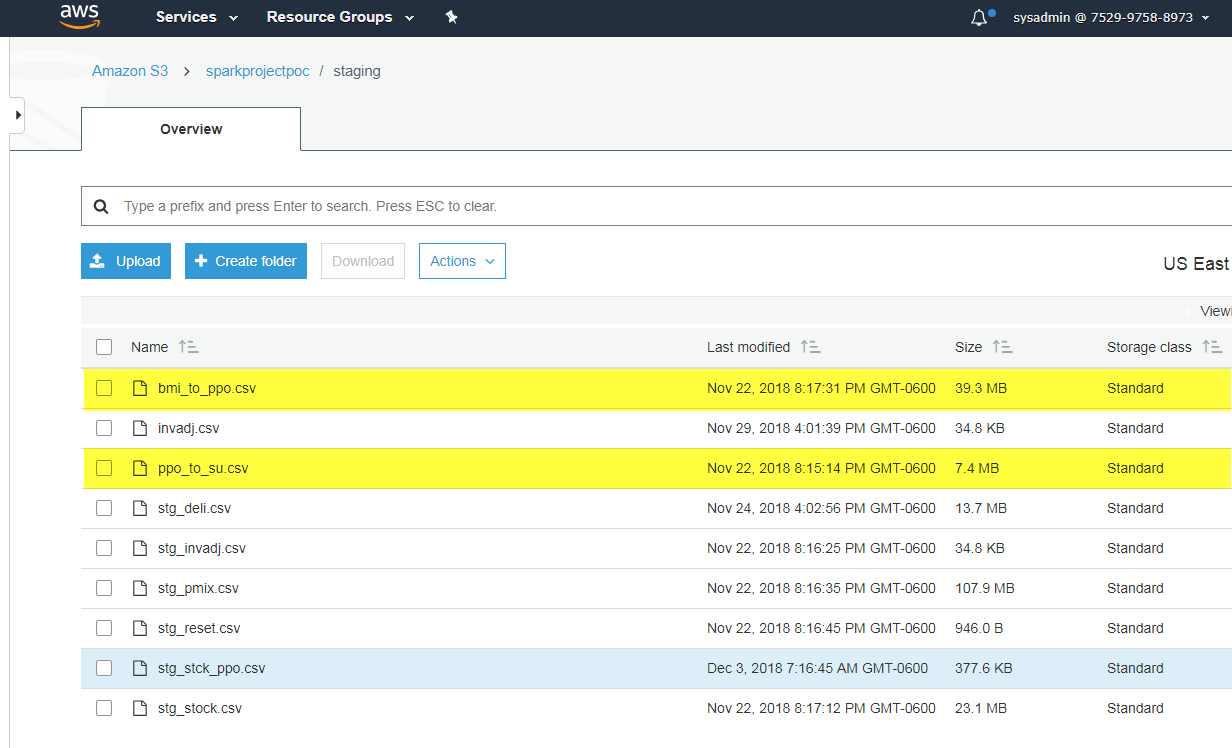 aws Services Resource Groups sysadmin @ 7529-9758-8973
Amazon S3 > sparkprojectpoc / staging
Overview
Type a prefix and press Enter to search. Press ESC to clear.
Upload Create folder Download Actions US East
Name Last modified Size Storage class
bmi_to_ppo.csv Nov 22, 2018 8:17:31 PM GMT-0600 39.3 MB Standard
invadj.csv Nov 29, 2018 4:01:39 PM GMT-0600 34.8 KB Standard
ppo_to_su.csv Nov 22, 2018 8:15:14 PM GMT-0600 7.4 MB Standard
stg_deli.csv Nov 24, 2018 4:02:56 PM GMT-0600 13.7 MB Standard
stg_invadj.csv Nov 22, 2018 8:16:25 PM GMT-0600 34.8 KB Standard
stg_pmix.csv Nov 22, 2018 8:16:35 PM GMT-0600 107.9 MB Standard
stg_reset.csv Nov 22, 2018 8:16:45 PM GMT-0600 946.0 B Standard
stg_stck_ppo.csv Dec 3, 2018 7:16:45 AM GMT-0600 377.6 KB Standard
stg_stock.csv Nov 22, 2018 8:17:12 PM GMT-0600 23.1 MB Standard